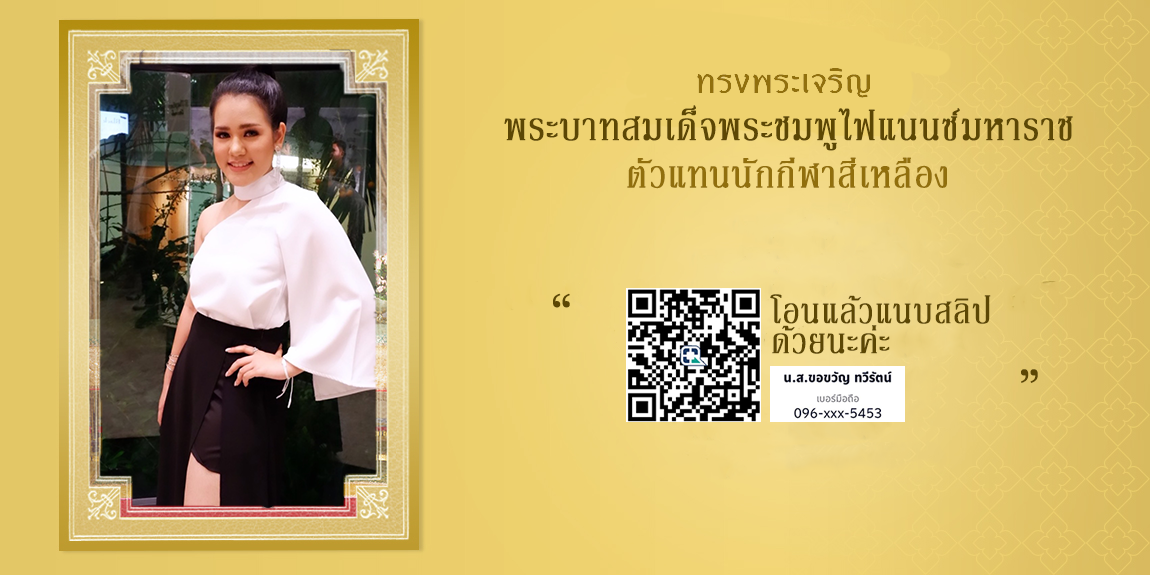 ทรงพระเจริญ
พระบาทสมเด็จพระชมพูไฟแนนซ์มหาราช
ตัวแทนนักกีฬาสีเหลือง
“
โอนแล้วแนบสลิป
ด้วยนะค่ะ
น.ส.ขอขวัญ ทวีรัตน์
เบอร์มือถือ
096-xxx-5453
”